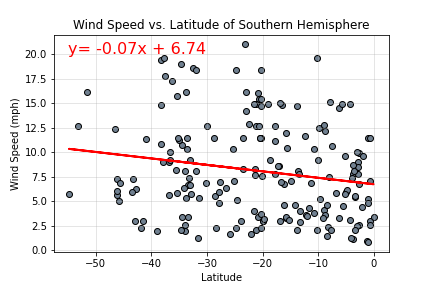 Wind Speed vs. Latitude of Southern Hemisphere
y= -0.07x + 6.74
Wind Speed (mph)
20.0
17.5
15.0
12.5
10.0
7.5
5.0
2.5
0.0
−50 −40 −30 −20 −10 0
Latitude